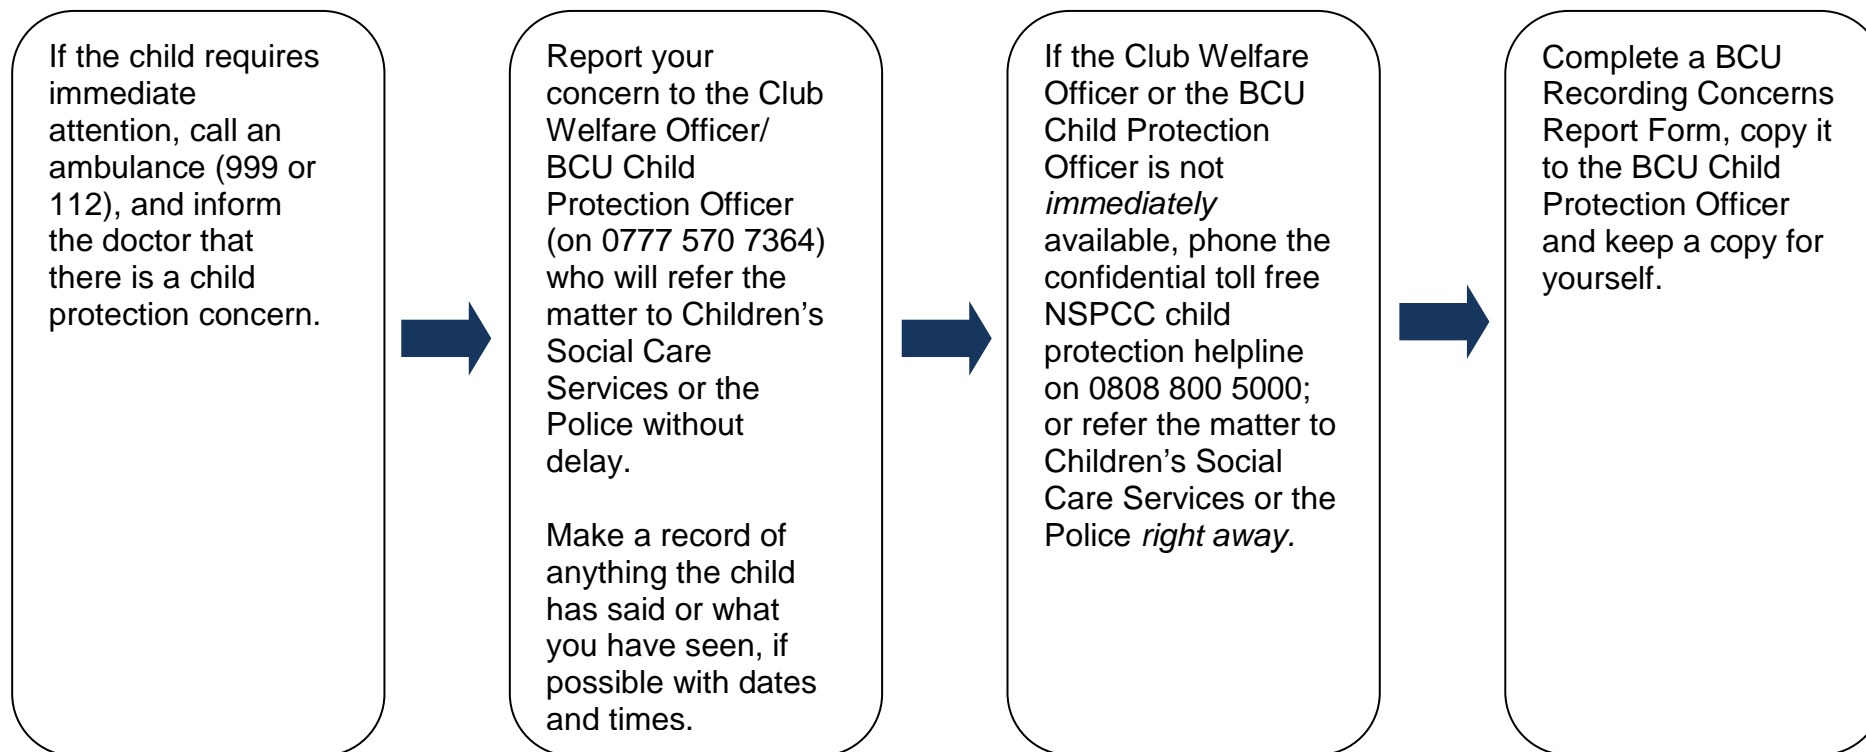 If the child requires
immediate
attention, call an
ambulance (999 or
112), and inform
the doctor that
there is a child
protection concern.
Report your
concern to the Club
Welfare Officer/
BCU Child
Protection Officer
(on 0777 570 7364)
who will refer the
matter to Children’s
Social Care
Services or the
Police without
delay.
Make a record of
anything the child
has said or what
you have seen, if
possible with dates
and times.
If the Club Welfare
Officer or the BCU
Child Protection
Officer is not
immediately
available, phone the
confidential toll free
NSPCC child
protection helpline
on 0808 800 5000;
or refer the matter to
Children’s Social
Care Services or the
Police right away.
Complete a BCU
Recording Concerns
Report Form, copy it
to the BCU Child
Protection Officer
and keep a copy for
yourself.